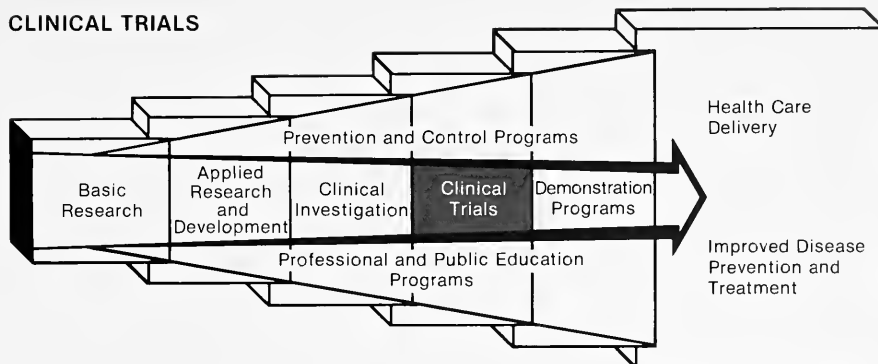 CLINICAL TRIALS
Prevention and Control Programs
Basic
Research
Applied
Research
and
Development
Clinical
Investigation
Clinical
Trials
Demonstration
Programs
Professional and Public Education
Programs
Health Care
Delivery
Improved Disease
Prevention and
Treatment